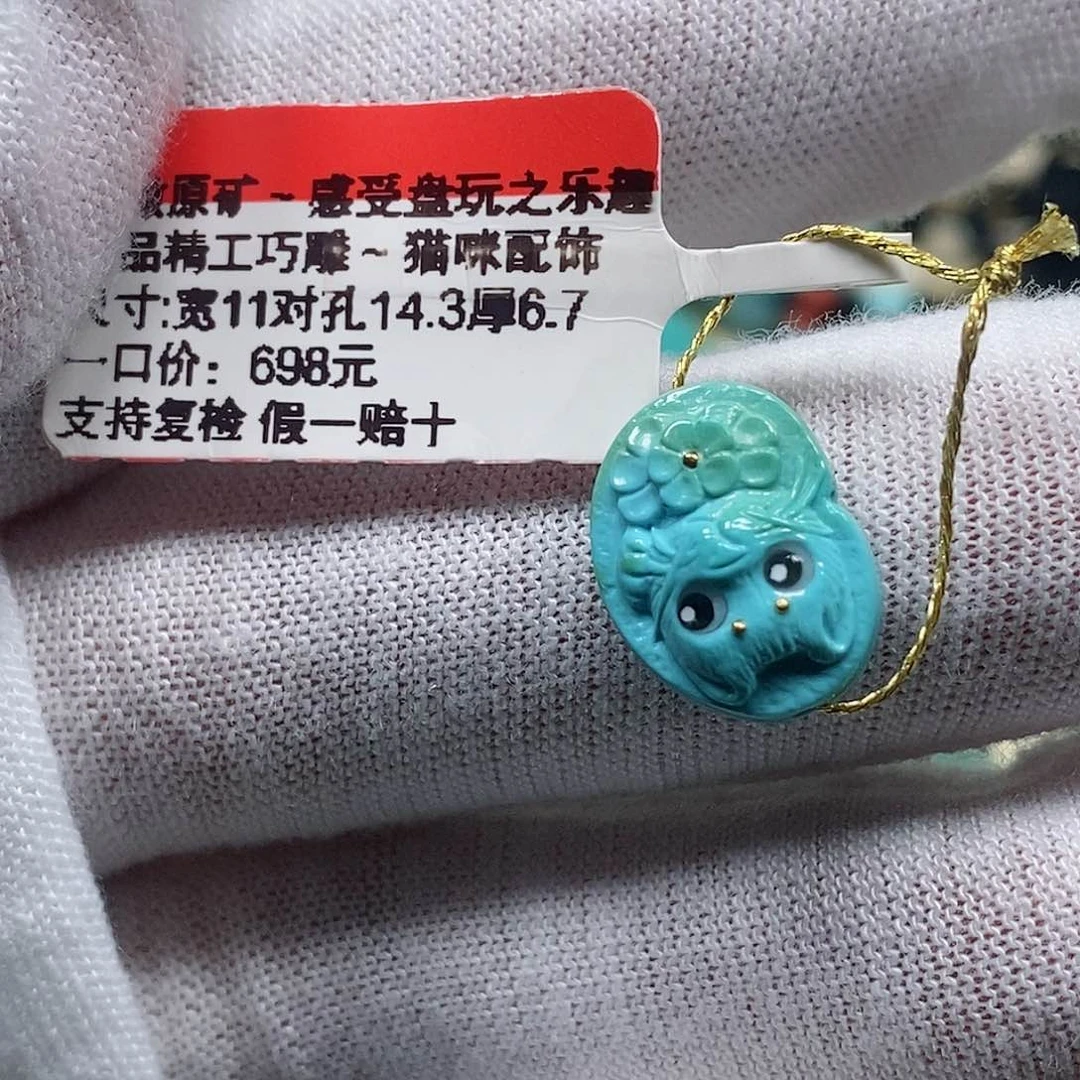 原矿～感受盘玩之乐趣
品精工巧雕～猫咪配饰
寸:宽11对孔14.3厚6.7
一口价：698元
支持复检 假一赔十